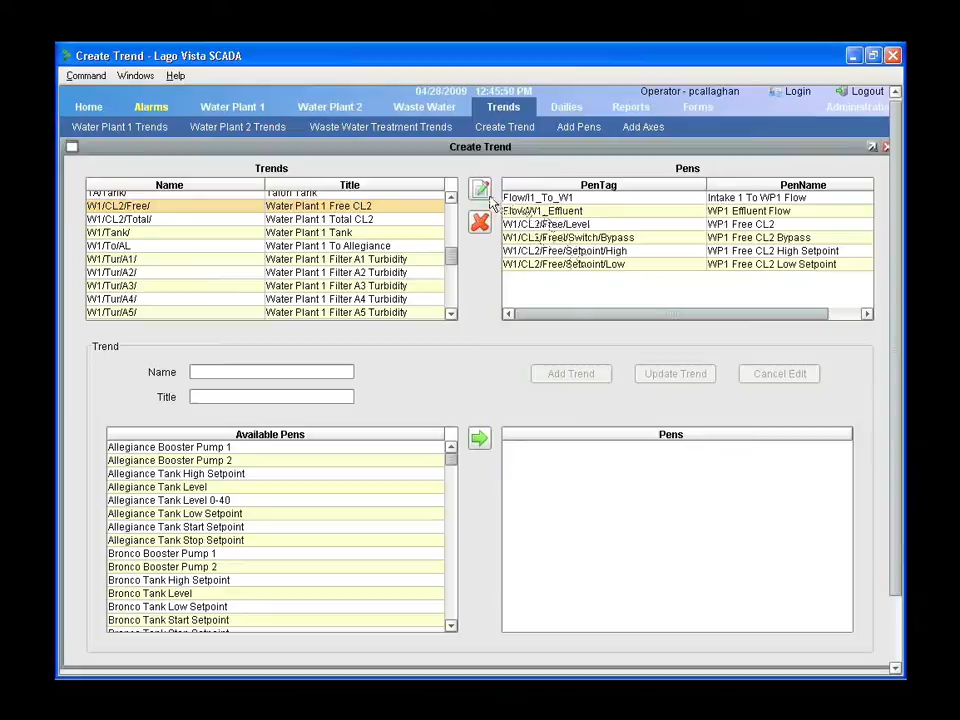 Create Trend - Lago Vista SCADA
Command Windows Help
04/28/2009 12:45:50 PM Operator - pcallaghan Login Logout
Home Alarms Water Plant 1 Water Plant 2 Waste Water Trends Dailies Reports Forms
Water Plant 1 Trends Water Plant 2 Trends Waste Water Treatment Trends Create Trend Add Pens Add Axes
Create Trend
Trends
Name Title
TA/Tank/ Talon Tank
W1/CL2/Free/ Water Plant 1 Free CL2
W1/CL2/Total/ Water Plant 1 Total CL2
W1/Tank/ Water Plant 1 Tank
W1/To/AL Water Plant 1 To Allegiance
W1/Tur/A1/ Water Plant 1 Filter A1 Turbidity
W1/Tur/A2/ Water Plant 1 Filter A2 Turbidity
W1/Tur/A3/ Water Plant 1 Filter A3 Turbidity
W1/Tur/A4/ Water Plant 1 Filter A4 Turbidity
W1/Tur/A5/ Water Plant 1 Filter A5 Turbidity
Pens
PenTag PenName
Flow/I1_To_W1 Intake 1 To WP1 Flow
Flow/W1_Effluent WP1 Effluent Flow
W1/CL2/Free/Level WP1 Free CL2
W1/CL2/Free/Switch/Bypass WP1 Free CL2 Bypass
W1/CL2/Free/Setpoint/High WP1 Free CL2 High Setpoint
W1/CL2/Free/Setpoint/Low WP1 Free CL2 Low Setpoint
Trend
Name
Title
Add Trend Update Trend Cancel Edit
Available Pens
Allegiance Booster Pump 1
Allegiance Booster Pump 2
Allegiance Tank High Setpoint
Allegiance Tank Level
Allegiance Tank Level 0-40
Allegiance Tank Low Setpoint
Allegiance Tank Start Setpoint
Allegiance Tank Stop Setpoint
Bronco Booster Pump 1
Bronco Booster Pump 2
Bronco Tank High Setpoint
Bronco Tank Level
Bronco Tank Low Setpoint
Bronco Tank Start Setpoint
Bronco Tank Stop Setpoint
Pens